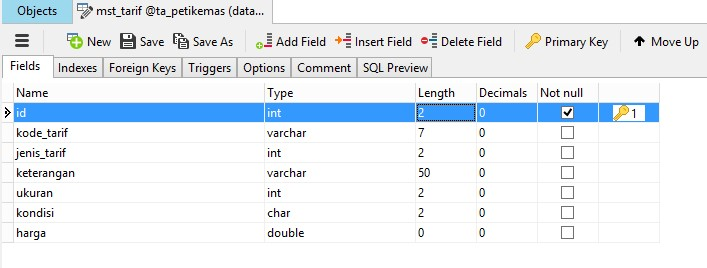 Objects mst_tarif @ta_petikemas (data...
New Save Save As Add Field Insert Field Delete Field Primary Key Move Up
Fields Indexes Foreign Keys Triggers Options Comment SQL Preview
Name Type Length Decimals Not null
id int 2 0 1
kode_tarif varchar 7 0
jenis_tarif int 2 0
keterangan varchar 50 0
ukuran int 2 0
kondisi char 2 0
harga double 0 0